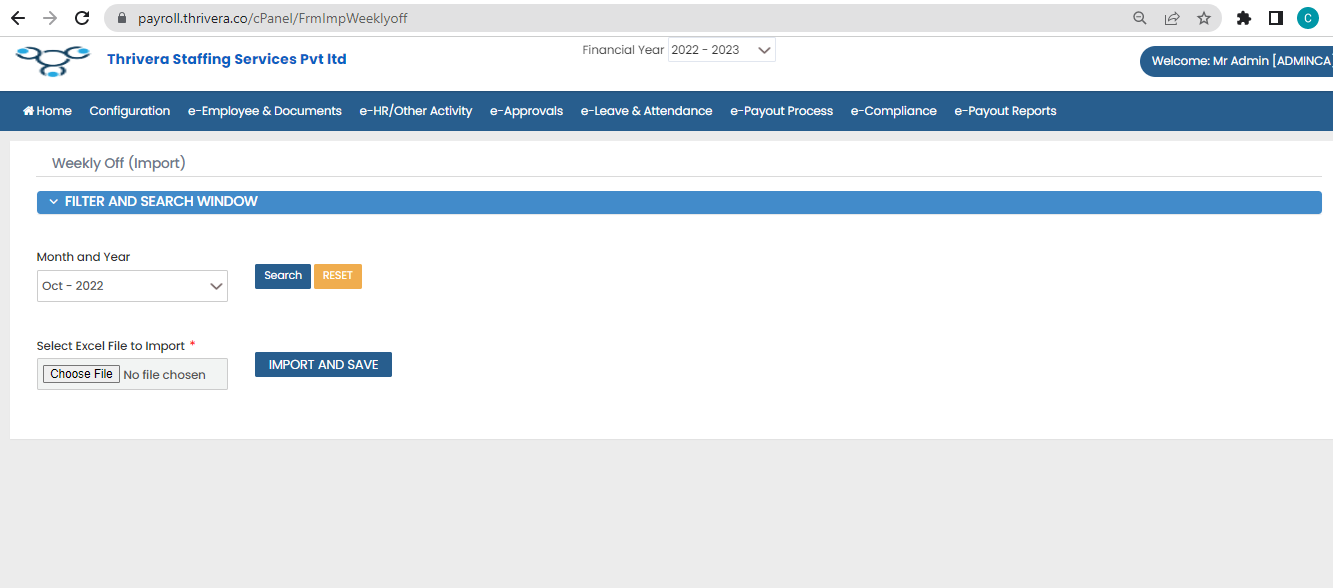 payroll.thrivera.co/cPanel/FrmImpWeeklyoff
C
Thrivera Staffing Services Pvt ltd
Financial Year 2022 - 2023
Welcome: Mr Admin [ADMINCA
Home Configuration e-Employee & Documents e-HR/Other Activity e-Approvals e-Leave & Attendance e-Payout Process e-Compliance e-Payout Reports
Weekly Off (Import)
FILTER AND SEARCH WINDOW
Month and Year
Oct - 2022 Search RESET
Select Excel File to Import *
Choose File No file chosen IMPORT AND SAVE